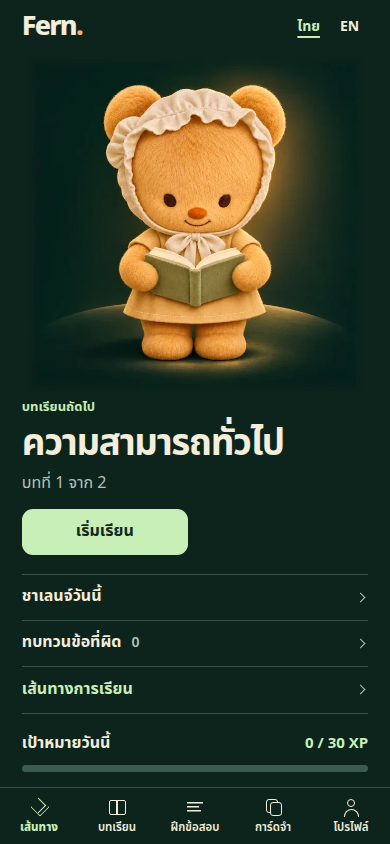 Fern.
ไทย EN
บทเรียนถัดไป
ความสามารถทั่วไป
บทที่ 1 จาก 2
เริ่มเรียน
ชาเลนจ์วันนี้
ทบทวนข้อที่ผิด 0
เส้นทางการเรียน
เป้าหมายวันนี้ 0 / 30 XP
เส้นทาง บทเรียน ฝึกข้อสอบ การ์ดจำ โปรไฟล์